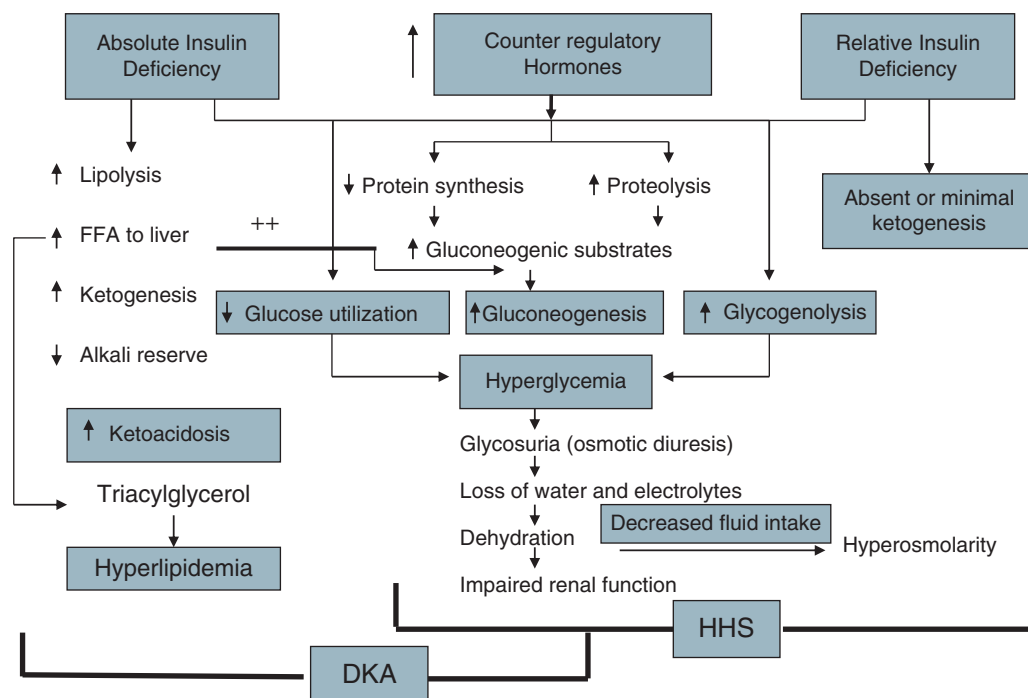 Absolute Insulin
Deficiency
Counter regulatory
Hormones
Relative Insulin
Deficiency
Lipolysis
Protein synthesis
Proteolysis
Absent or minimal
ketogenesis
FFA to liver
++
Gluconeogenic substrates
Ketogenesis
Glucose utilization
Gluconeogenesis
Glycogenolysis
Alkali reserve
Hyperglycemia
Ketoacidosis
Glycosuria (osmotic diuresis)
Triacylglycerol
Loss of water and electrolytes
Decreased fluid intake
Dehydration
Hyperosmolarity
Hyperlipidemia
Impaired renal function
HHS
DKA